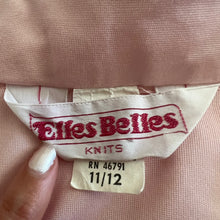 Elles Belles
KNITS
RN 46791
11/12